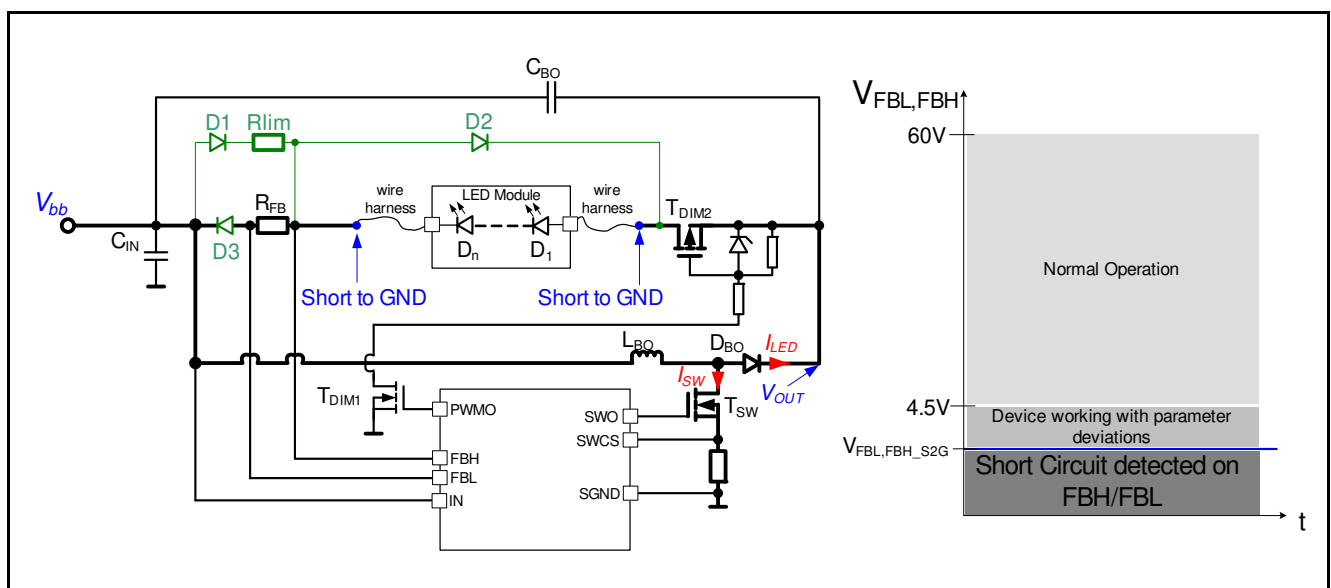 C_BO
D1
Rlim
D2
V_bb
C_IN
D3
R_FB
wire
harness
LED Module
D_n
D_1
wire
harness
T_DIM2
Short to GND
Short to GND
L_BO
D_BO
I_LED
I_SW
V_OUT
T_DIM1
T_SW
PWMO
FBH
FBL
IN
SWO
SWCS
SGND
V_FBL,FBH
60V
Normal Operation
4.5V
Device working with parameter
deviations
V_FBL,FBH_S2G
Short Circuit detected on
FBH/FBL
t